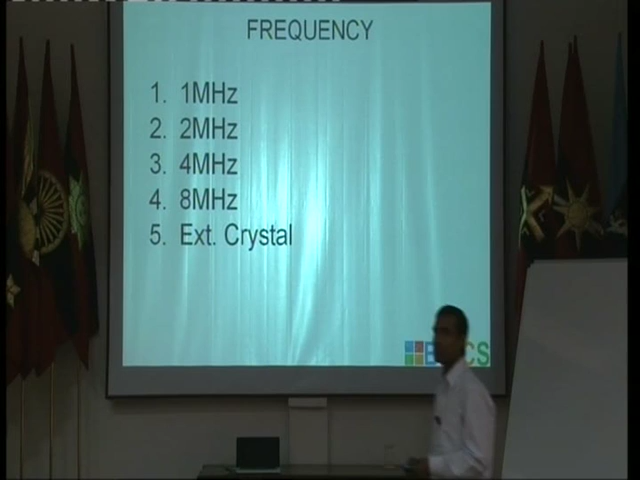 FREQUENCY
1. 1MHz
2. 2MHz
3. 4MHz
4. 8MHz
5. Ext. Crystal